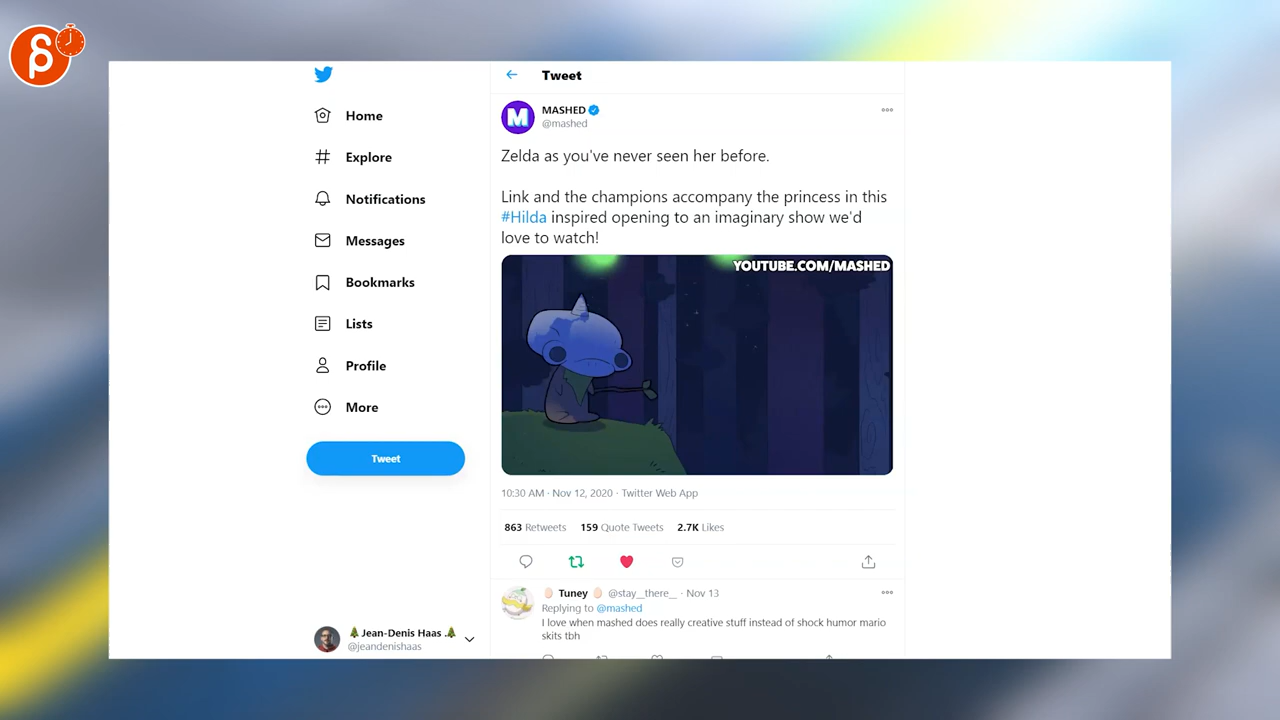 Home
Explore
Notifications
Messages
Bookmarks
Lists
Profile
More
Tweet
Jean-Denis Haas
@jeandenishaas
Tweet
MASHED
@mashed
Zelda as you've never seen her before.
Link and the champions accompany the princess in this
#Hilda inspired opening to an imaginary show we'd
love to watch!
YOUTUBE.COM/MASHED
10:30 AM · Nov 12, 2020 · Twitter Web App
863 Retweets 159 Quote Tweets 2.7K Likes
Tuney @stay__there__ · Nov 13
Replying to @mashed
I love when mashed does really creative stuff instead of shock humor mario
skits tbh